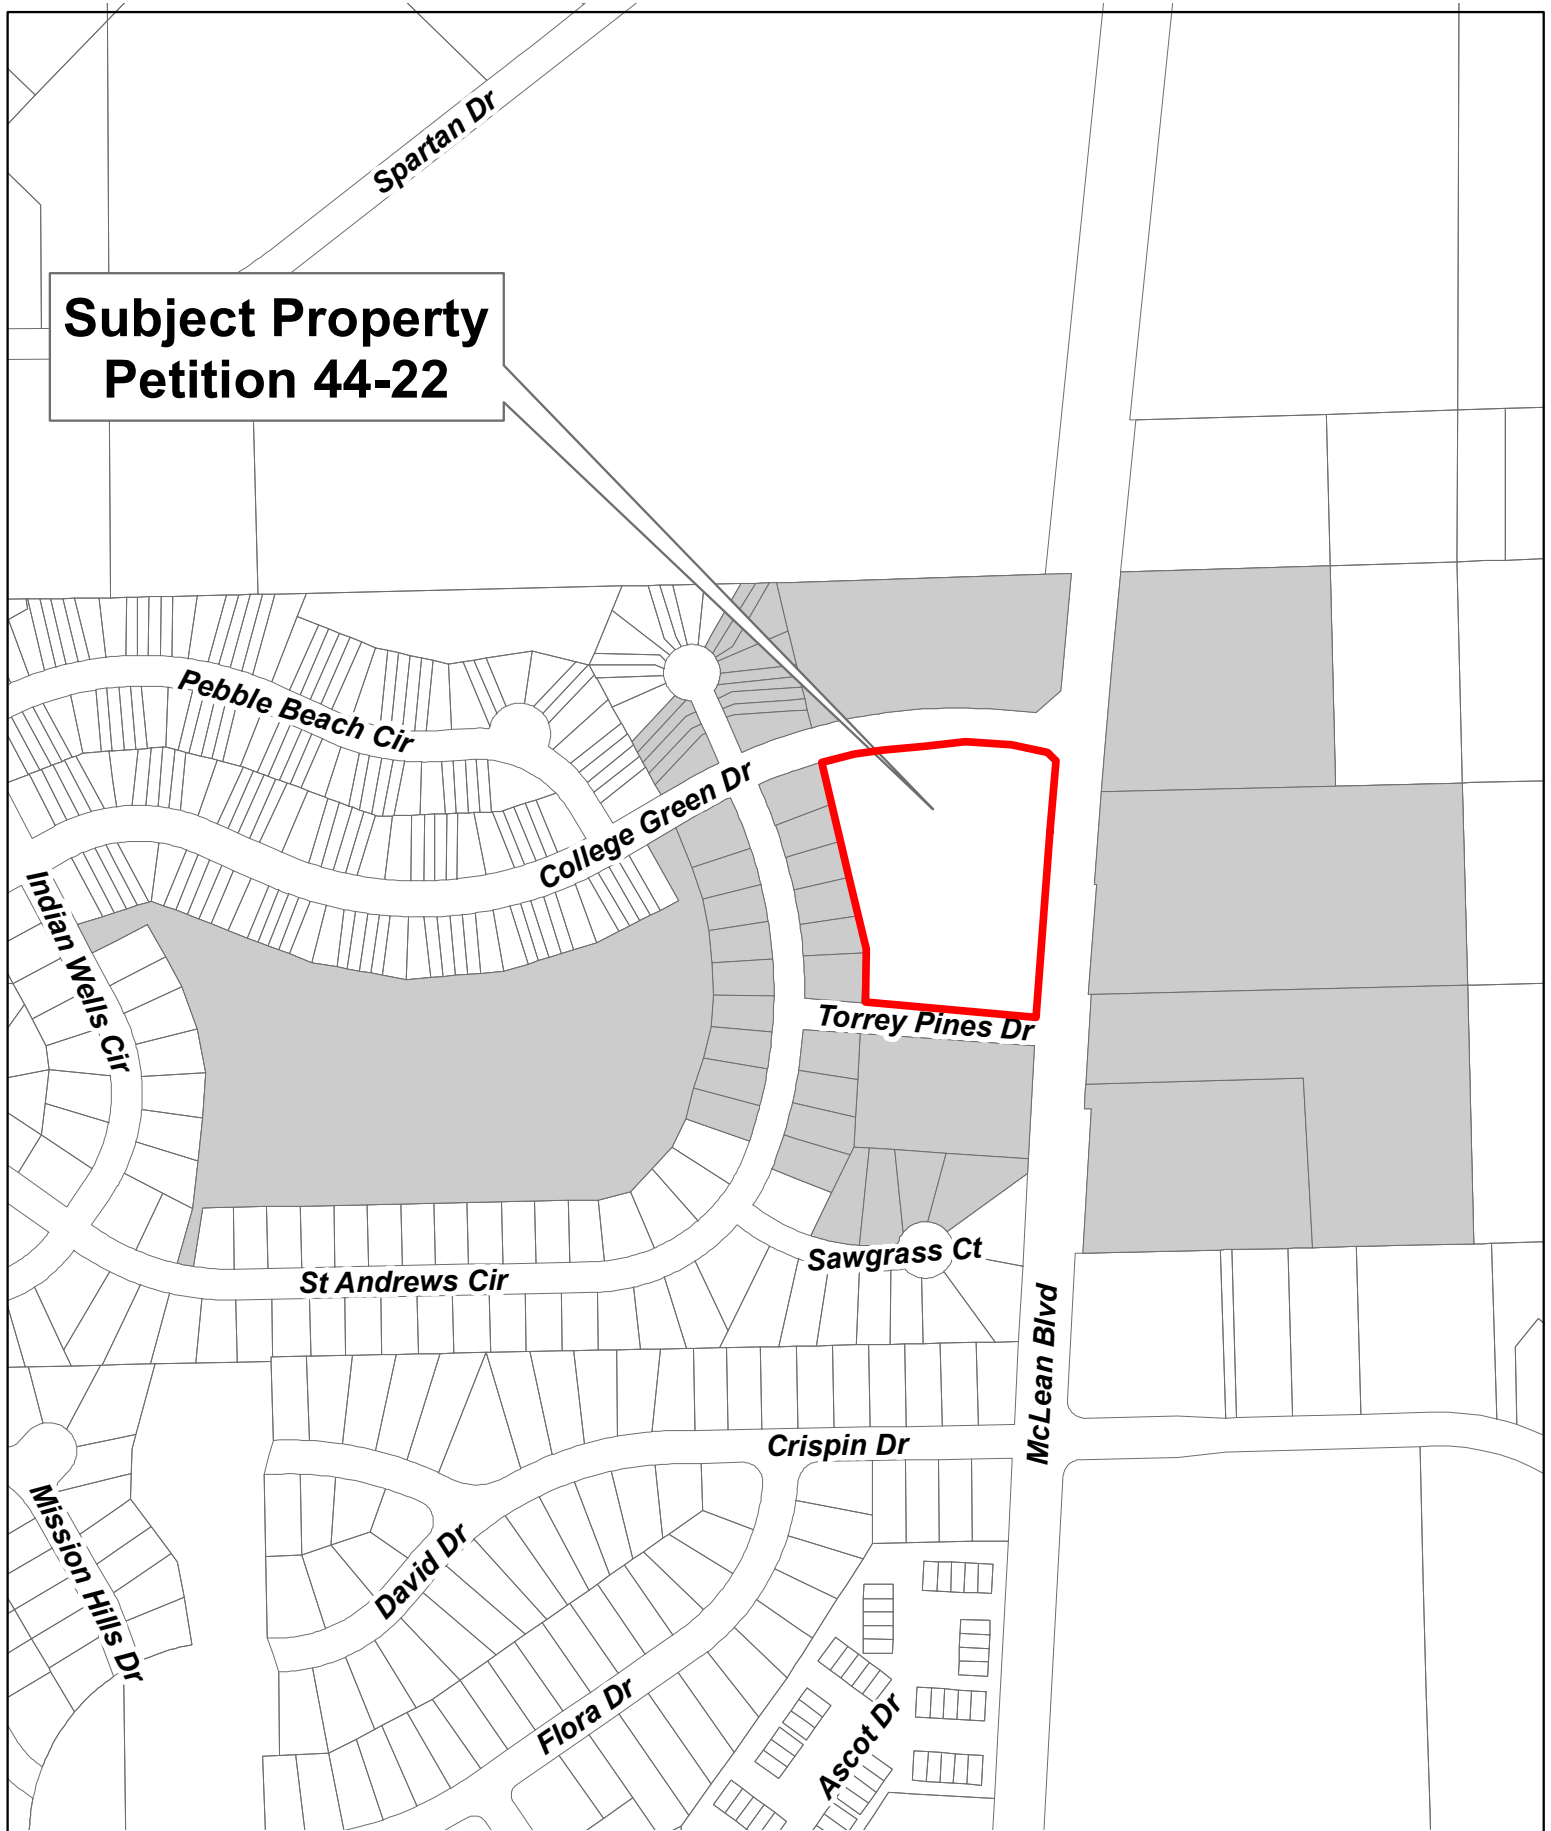 Spartan Dr
Subject Property
Petition 44-22
Pebble Beach Cir
College Green Dr
Indian Wells Cir
Torrey Pines Dr
Sawgrass Ct
St Andrews Cir
McLean Blvd
Crispin Dr
Mission Hills Dr
David Dr
Flora Dr
Ascot Dr